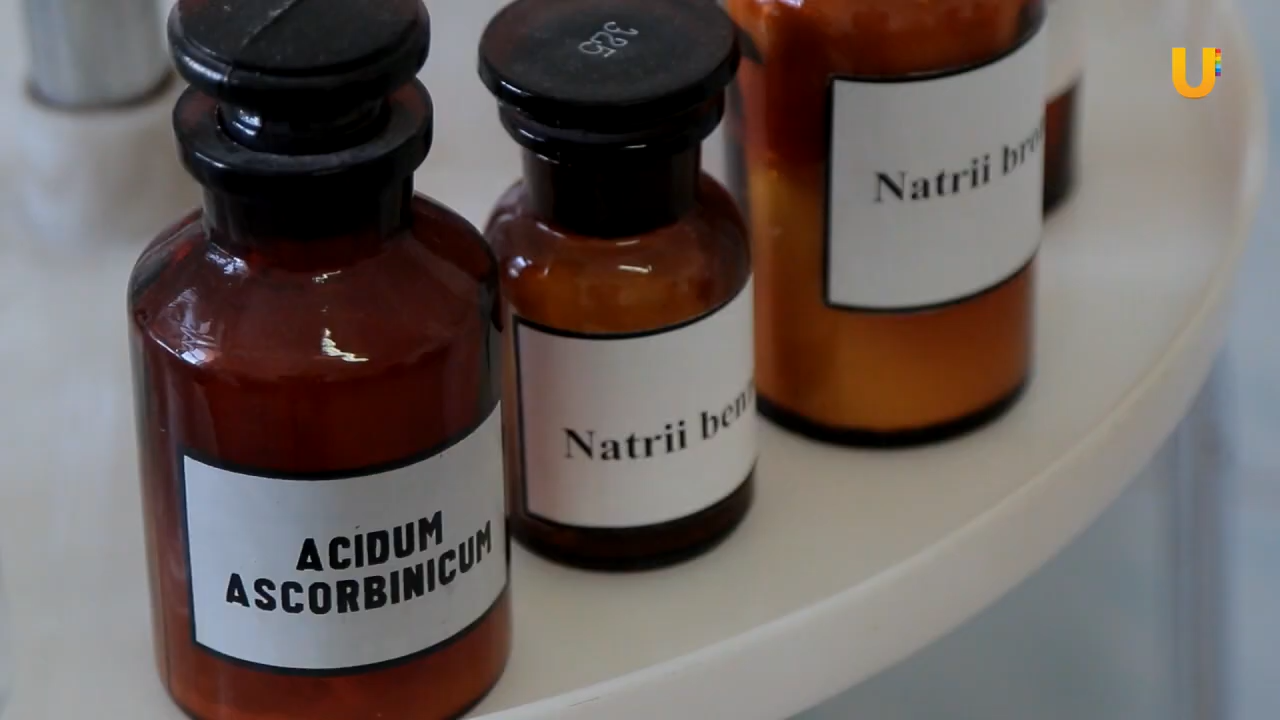 325
U
Natrii bro
Natrii ben
ACIDUM
ASCORBINICUM